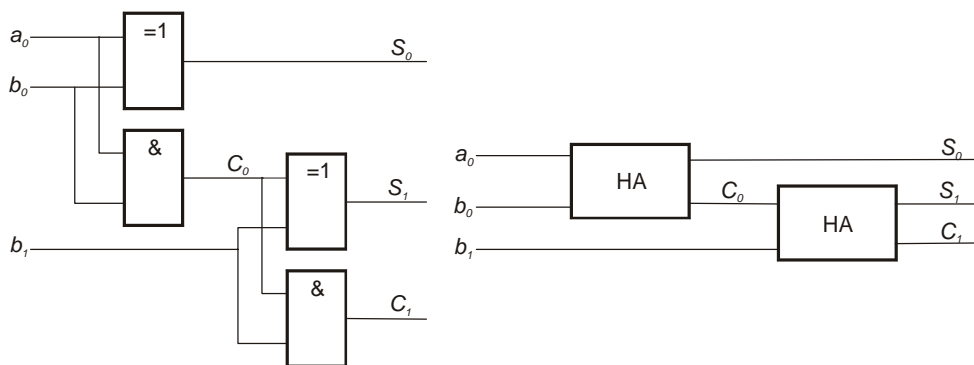 a₀
=1
S₀
b₀
&
C₀
=1
S₁
b₁
&
C₁
a₀
HA
S₀
b₀
C₀
HA
S₁
b₁
C₁